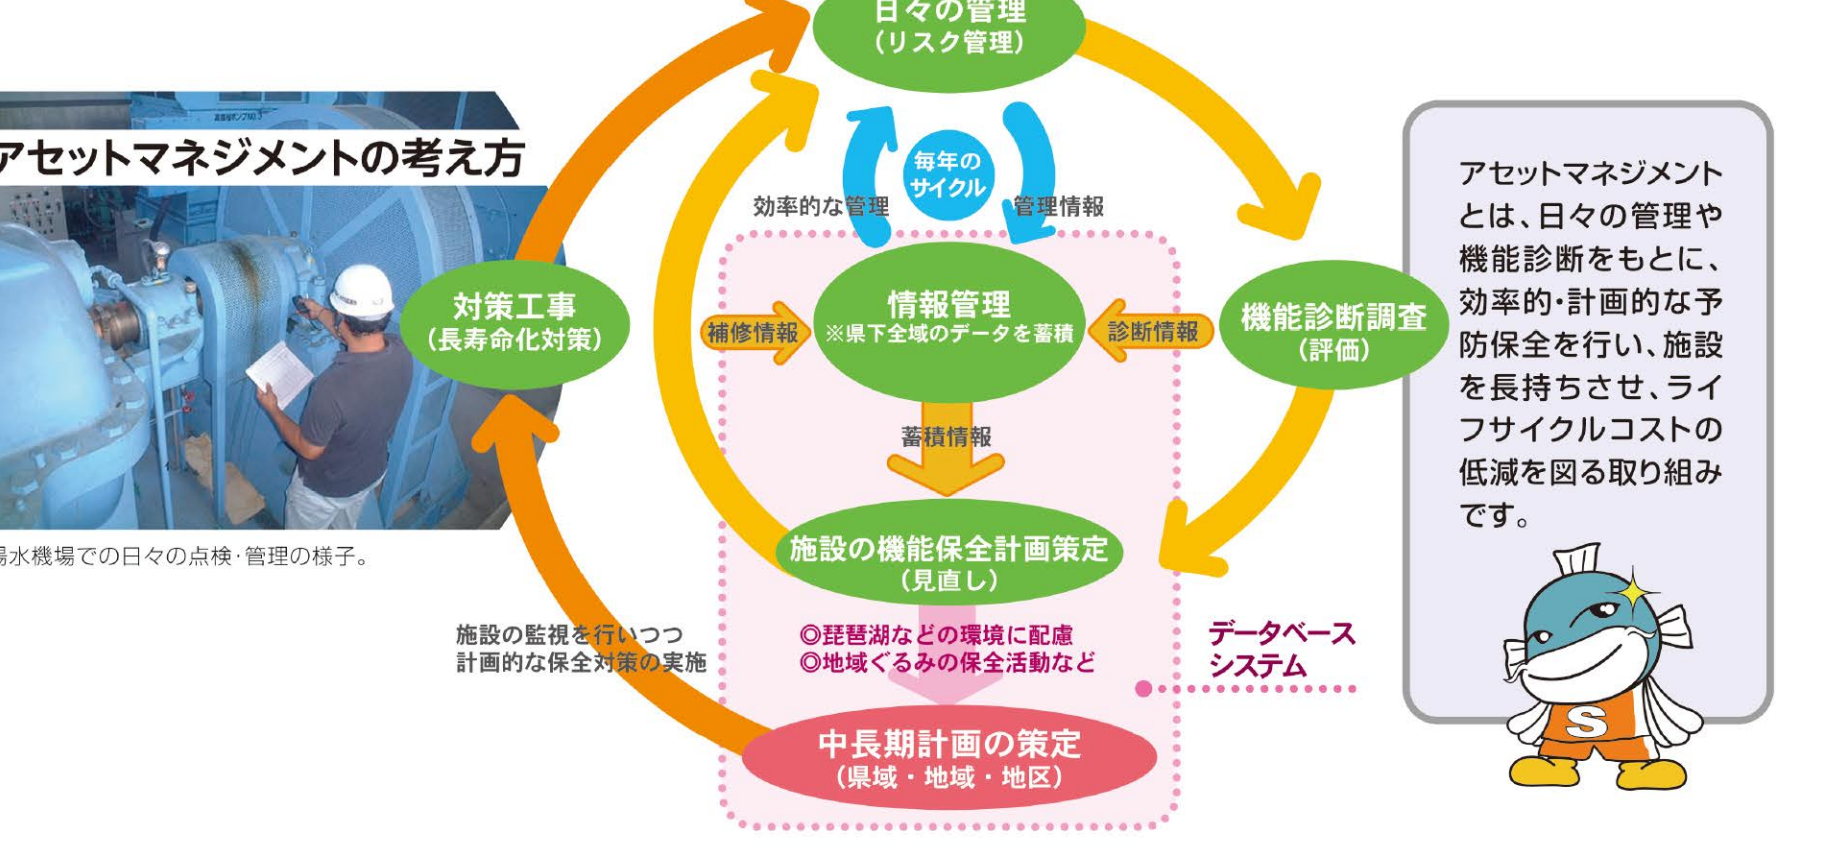 日々の管理
（リスク管理）
アセットマネジメントの考え方
毎年の
サイクル
効率的な管理
管理情報
対策工事
（長寿命化対策）
補修情報
情報管理
※県下全域のデータを蓄積
診断情報
機能診断調査
（評価）
蓄積情報
施設の機能保全計画策定
（見直し）
場水機場での日々の点検・管理の様子。
施設の監視を行いつつ
計画的な保全対策の実施
◎琵琶湖などの環境に配慮
◎地域ぐるみの保全活動など
データベース
システム
中長期計画の策定
（県域・地域・地区）
アセットマネジメント
とは、日々の管理や
機能診断をもとに、
効率的・計画的な予
防保全を行い、施設
を長持ちさせ、ライ
フサイクルコストの
低減を図る取り組み
です。
S